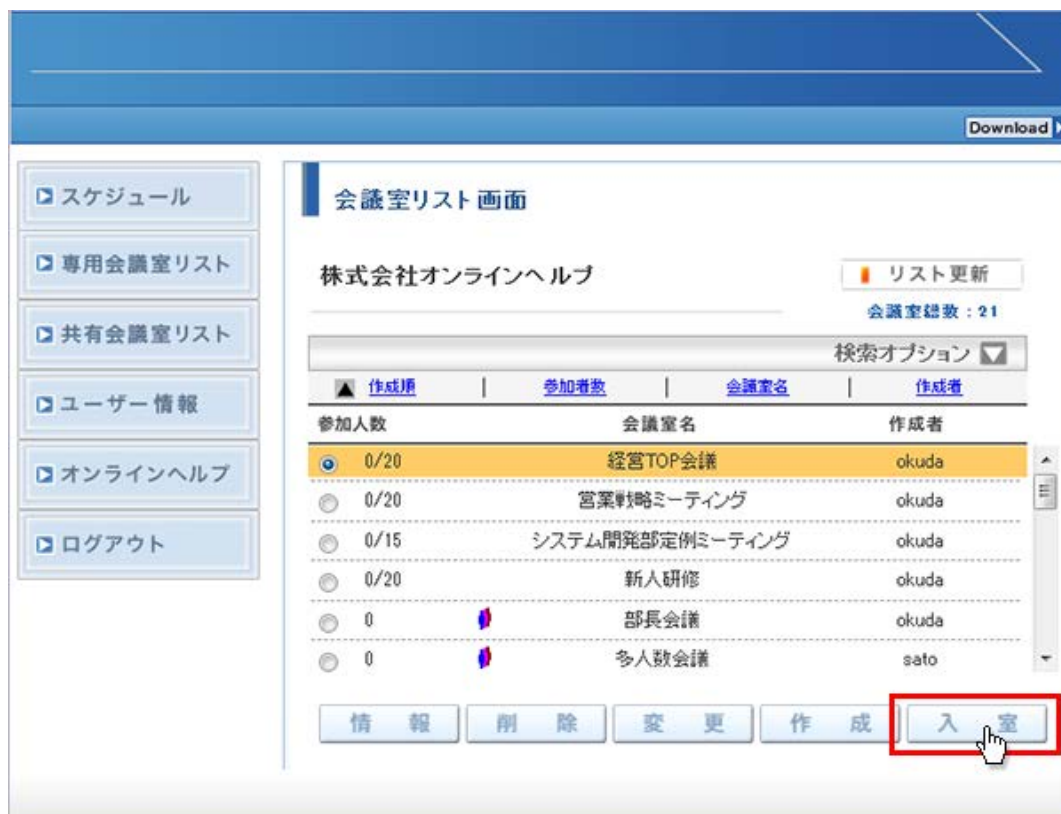 Download
スケジュール
専用会議室リスト
共有会議室リスト
ユーザー情報
オンラインヘルプ
ログアウト
会議室リスト画面
株式会社オンラインヘルプ
リスト更新
会議室総数:21
検索オプション
▲ 作成順 | 参加者数 | 会議室名 | 作成者
参加人数 会議室名 作成者
0/20 経営TOP会議 okuda
0/20 営業戦略ミーティング okuda
0/15 システム開発部定例ミーティング okuda
0/20 新人研修 okuda
0 部長会議 okuda
0 多人数会議 sato
情報 削除 変更 作成 入室